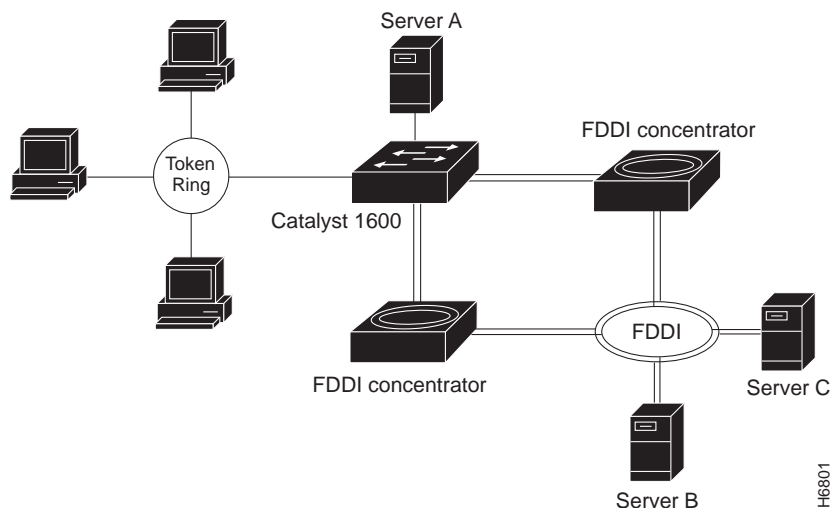 Server A
FDDI concentrator
Token
Ring
Catalyst 1600
FDDI
FDDI concentrator
Server C
Server B
H6801